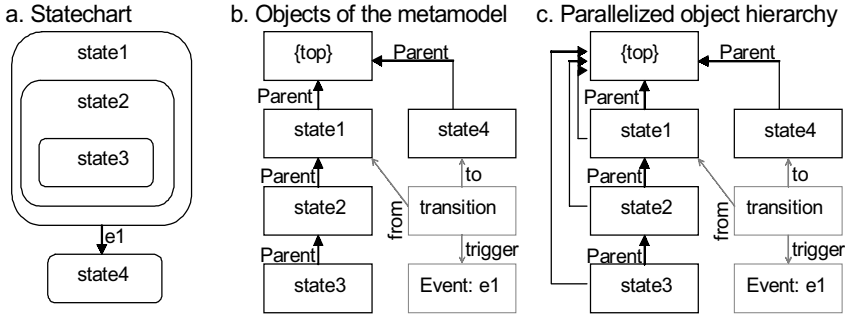 a. Statechart
state1
state2
state3
e1
state4
b. Objects of the metamodel
{top}
Parent
Parent
state1
state4
Parent
to
from
state2
transition
Parent
trigger
state3
Event: e1
c. Parallelized object hierarchy
{top}
Parent
Parent
state1
state4
Parent
to
from
state2
transition
Parent
trigger
state3
Event: e1